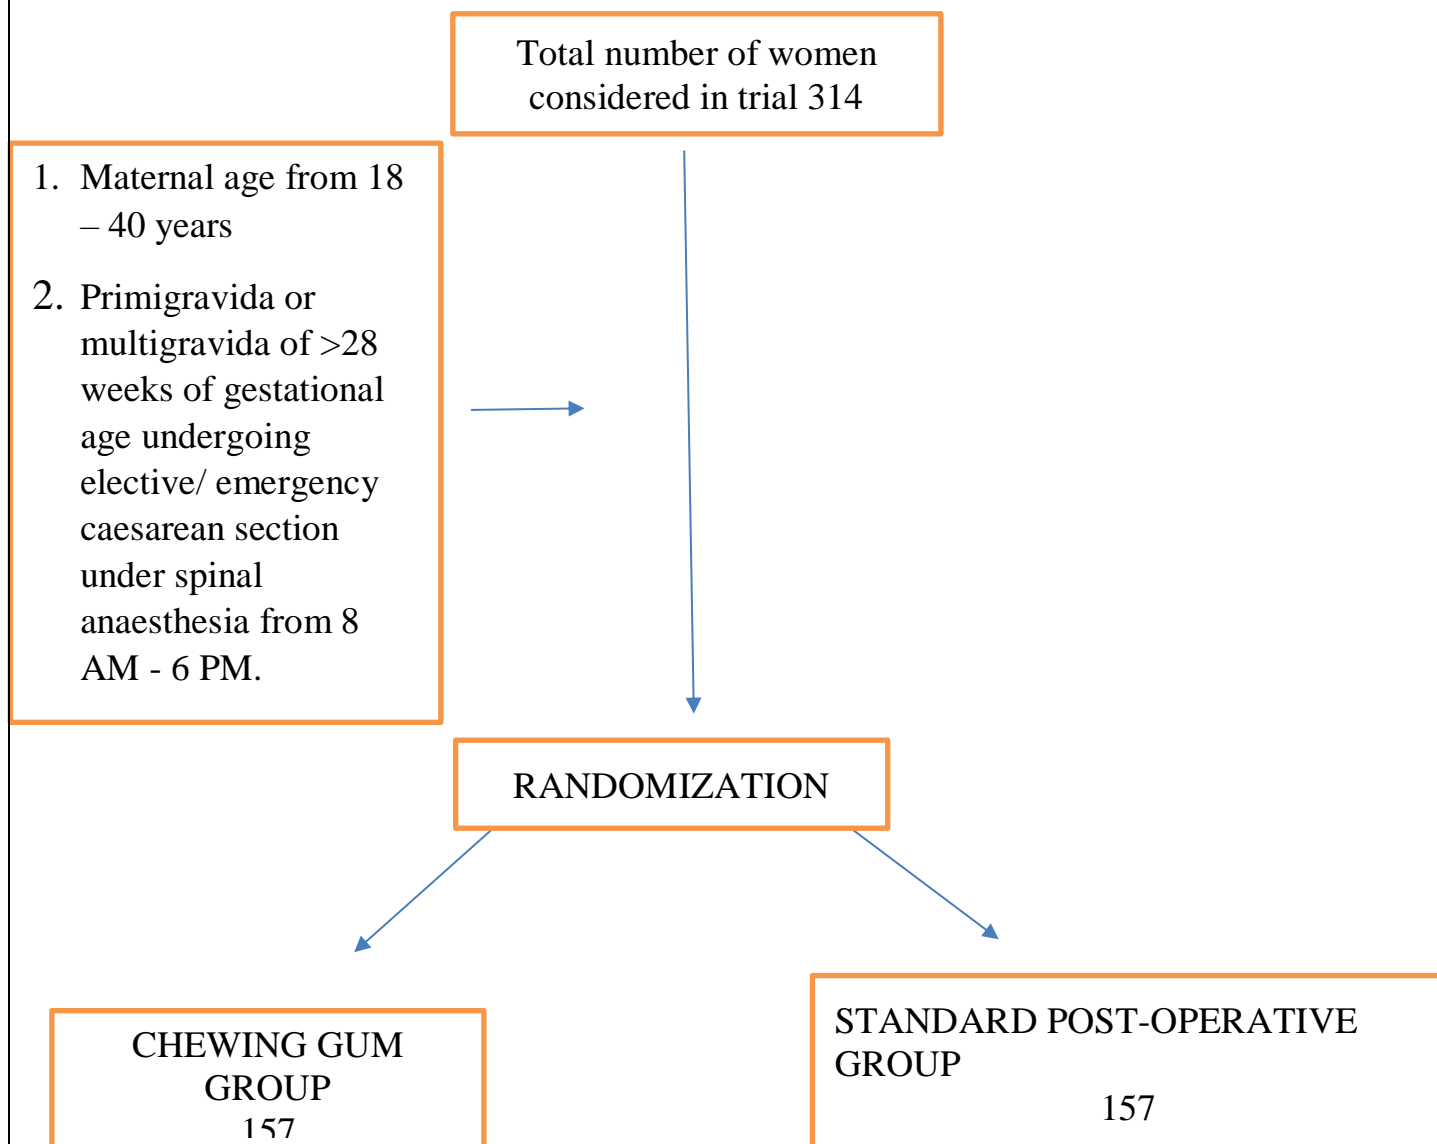 Total number of women
considered in trial 314
1. Maternal age from 18
– 40 years
2. Primigravida or
multigravida of >28
weeks of gestational
age undergoing
elective/ emergency
caesarean section
under spinal
anaesthesia from 8
AM - 6 PM.
RANDOMIZATION
CHEWING GUM
GROUP
157
STANDARD POST-OPERATIVE
GROUP
157